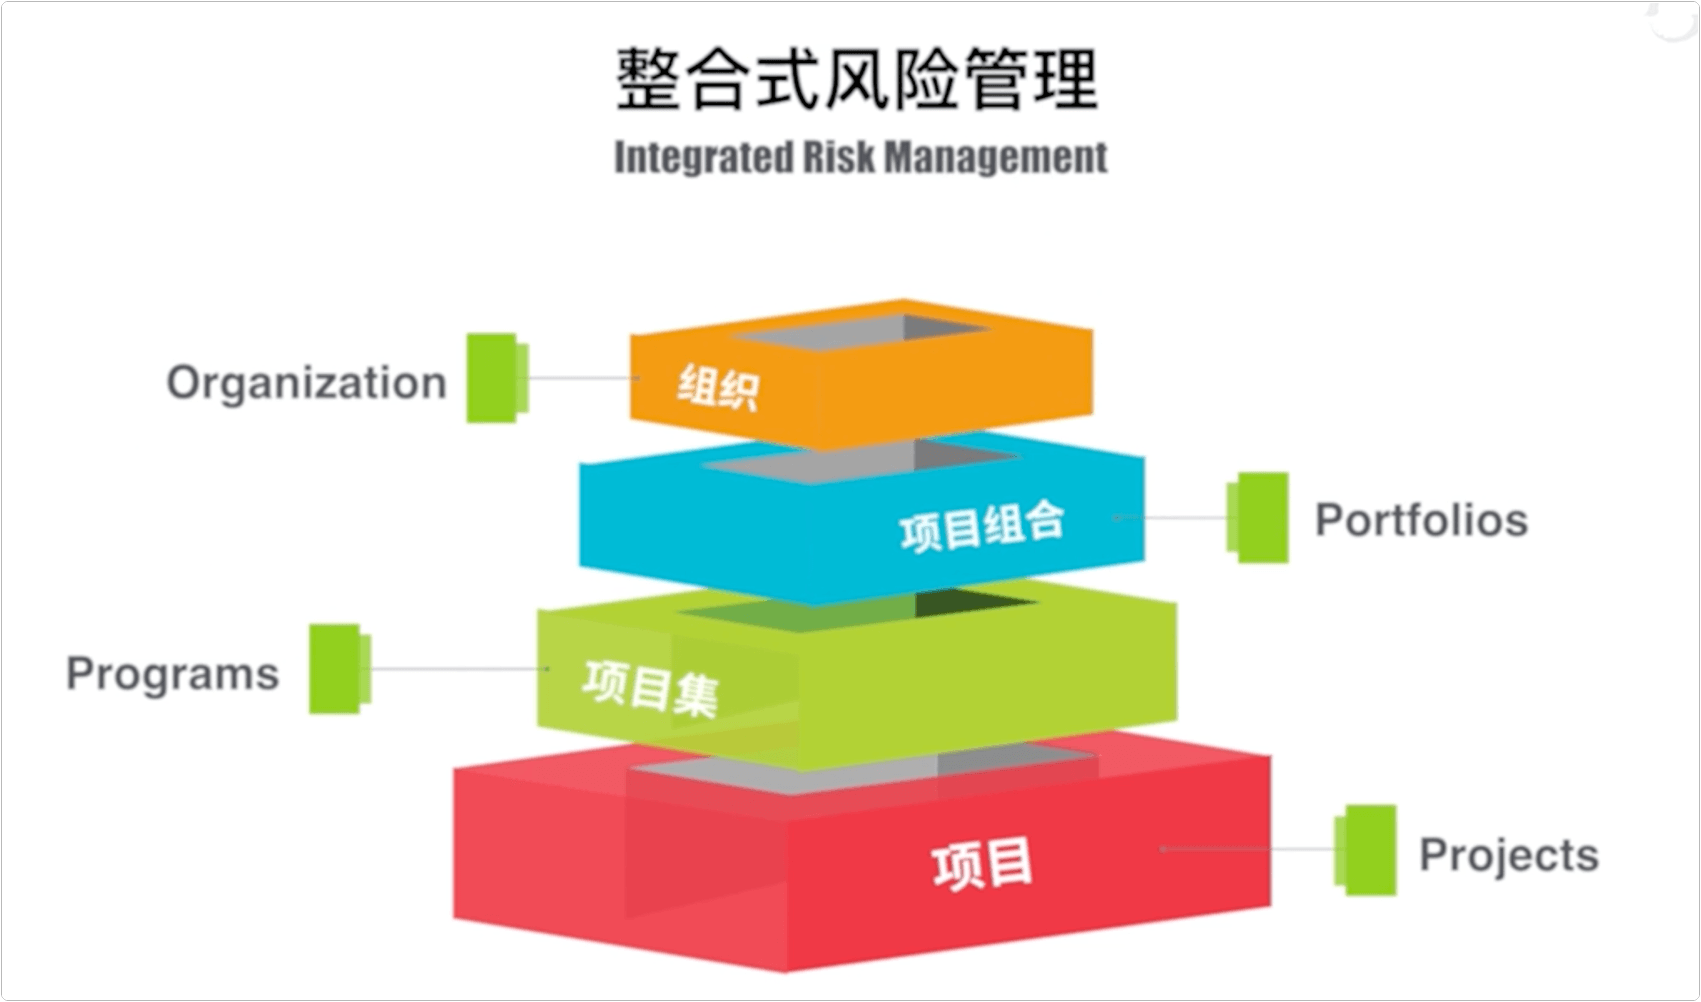 整合式风险管理
Integrated Risk Management
Organization
组织
项目组合
Portfolios
Programs
项目集
项目
Projects